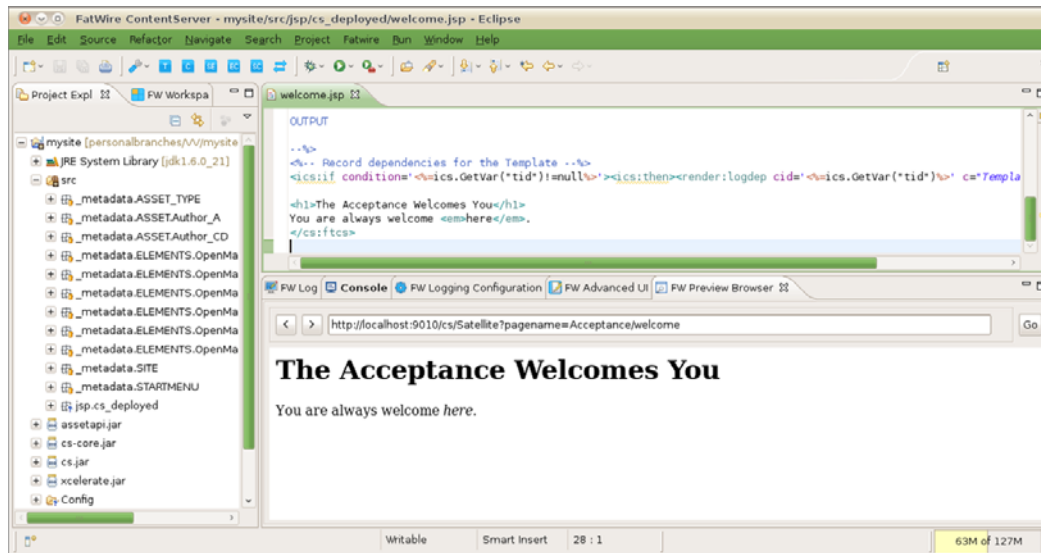 FatWire ContentServer - mysite/src/jsp/cs_deployed/welcome.jsp - Eclipse
File Edit Source Refactor Navigate Search Project Fatwire Run Window Help
Project Expl FW Workspa
welcome.jsp
mysite [personalbranches/VV/mysite
JRE System Library [jdk1.6.0_21]
src
_metadata.ASSET_TYPE
_metadata.ASSET.Author_A
_metadata.ASSET.Author_CD
_metadata.ELEMENTS.OpenMa
_metadata.ELEMENTS.OpenMa
_metadata.ELEMENTS.OpenMa
_metadata.ELEMENTS.OpenMa
_metadata.ELEMENTS.OpenMa
_metadata.ELEMENTS.OpenMa
_metadata.SITE
_metadata.STARTMENU
jsp.cs_deployed
assetapi.jar
cs-core.jar
cs.jar
xcelerate.jar
Config
OUTPUT
--%>
<%-- Record dependencies for the Template --%>
<ics:if condition='<%=ics.GetVar("tid")!=null%>'><ics:then><render:logdep cid='<%=ics.GetVar("tid")%>' c="Templa
<h1>The Acceptance Welcomes You</h1>
You are always welcome <em>here</em>.
</cs:ftcs>
FW Log Console FW Logging Configuration FW Advanced UI FW Preview Browser
< > http://localhost:9010/cs/Satellite?pagename=Acceptance/welcome Go
The Acceptance Welcomes You
You are always welcome here.
Writable Smart Insert 28 : 1 63M of 127M